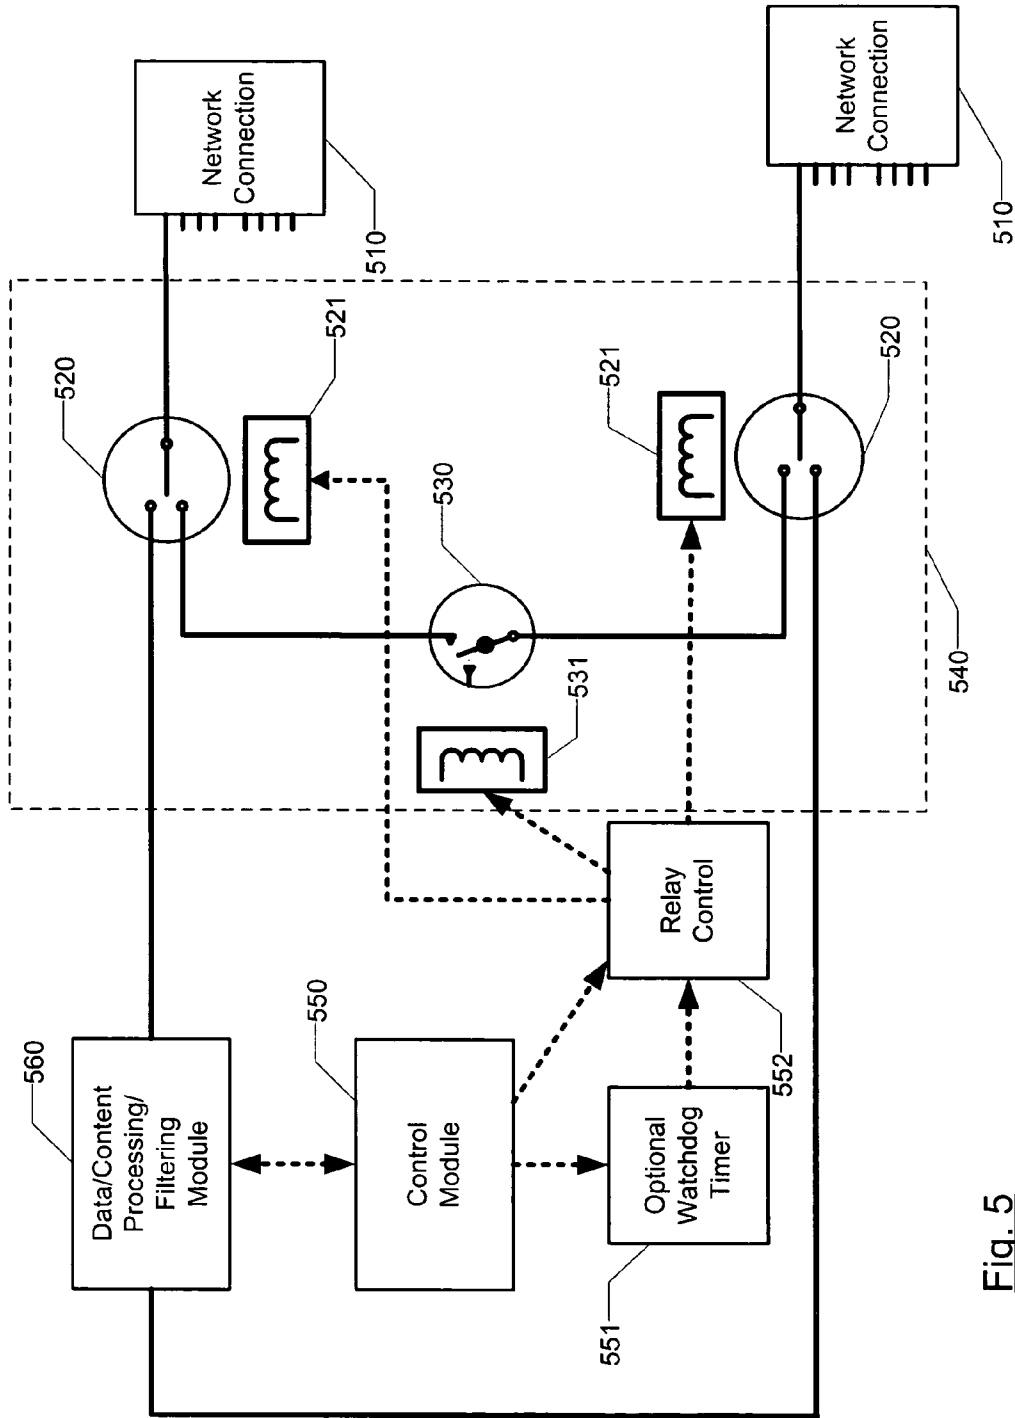 560
Data/Content
Processing/
Filtering
Module
550
Control
Module
551
Optional
Watchdog
Timer
552
Relay
Control
531
530
540
520
521
521
520
510
Network
Connection
510
Network
Connection
Fig. 5